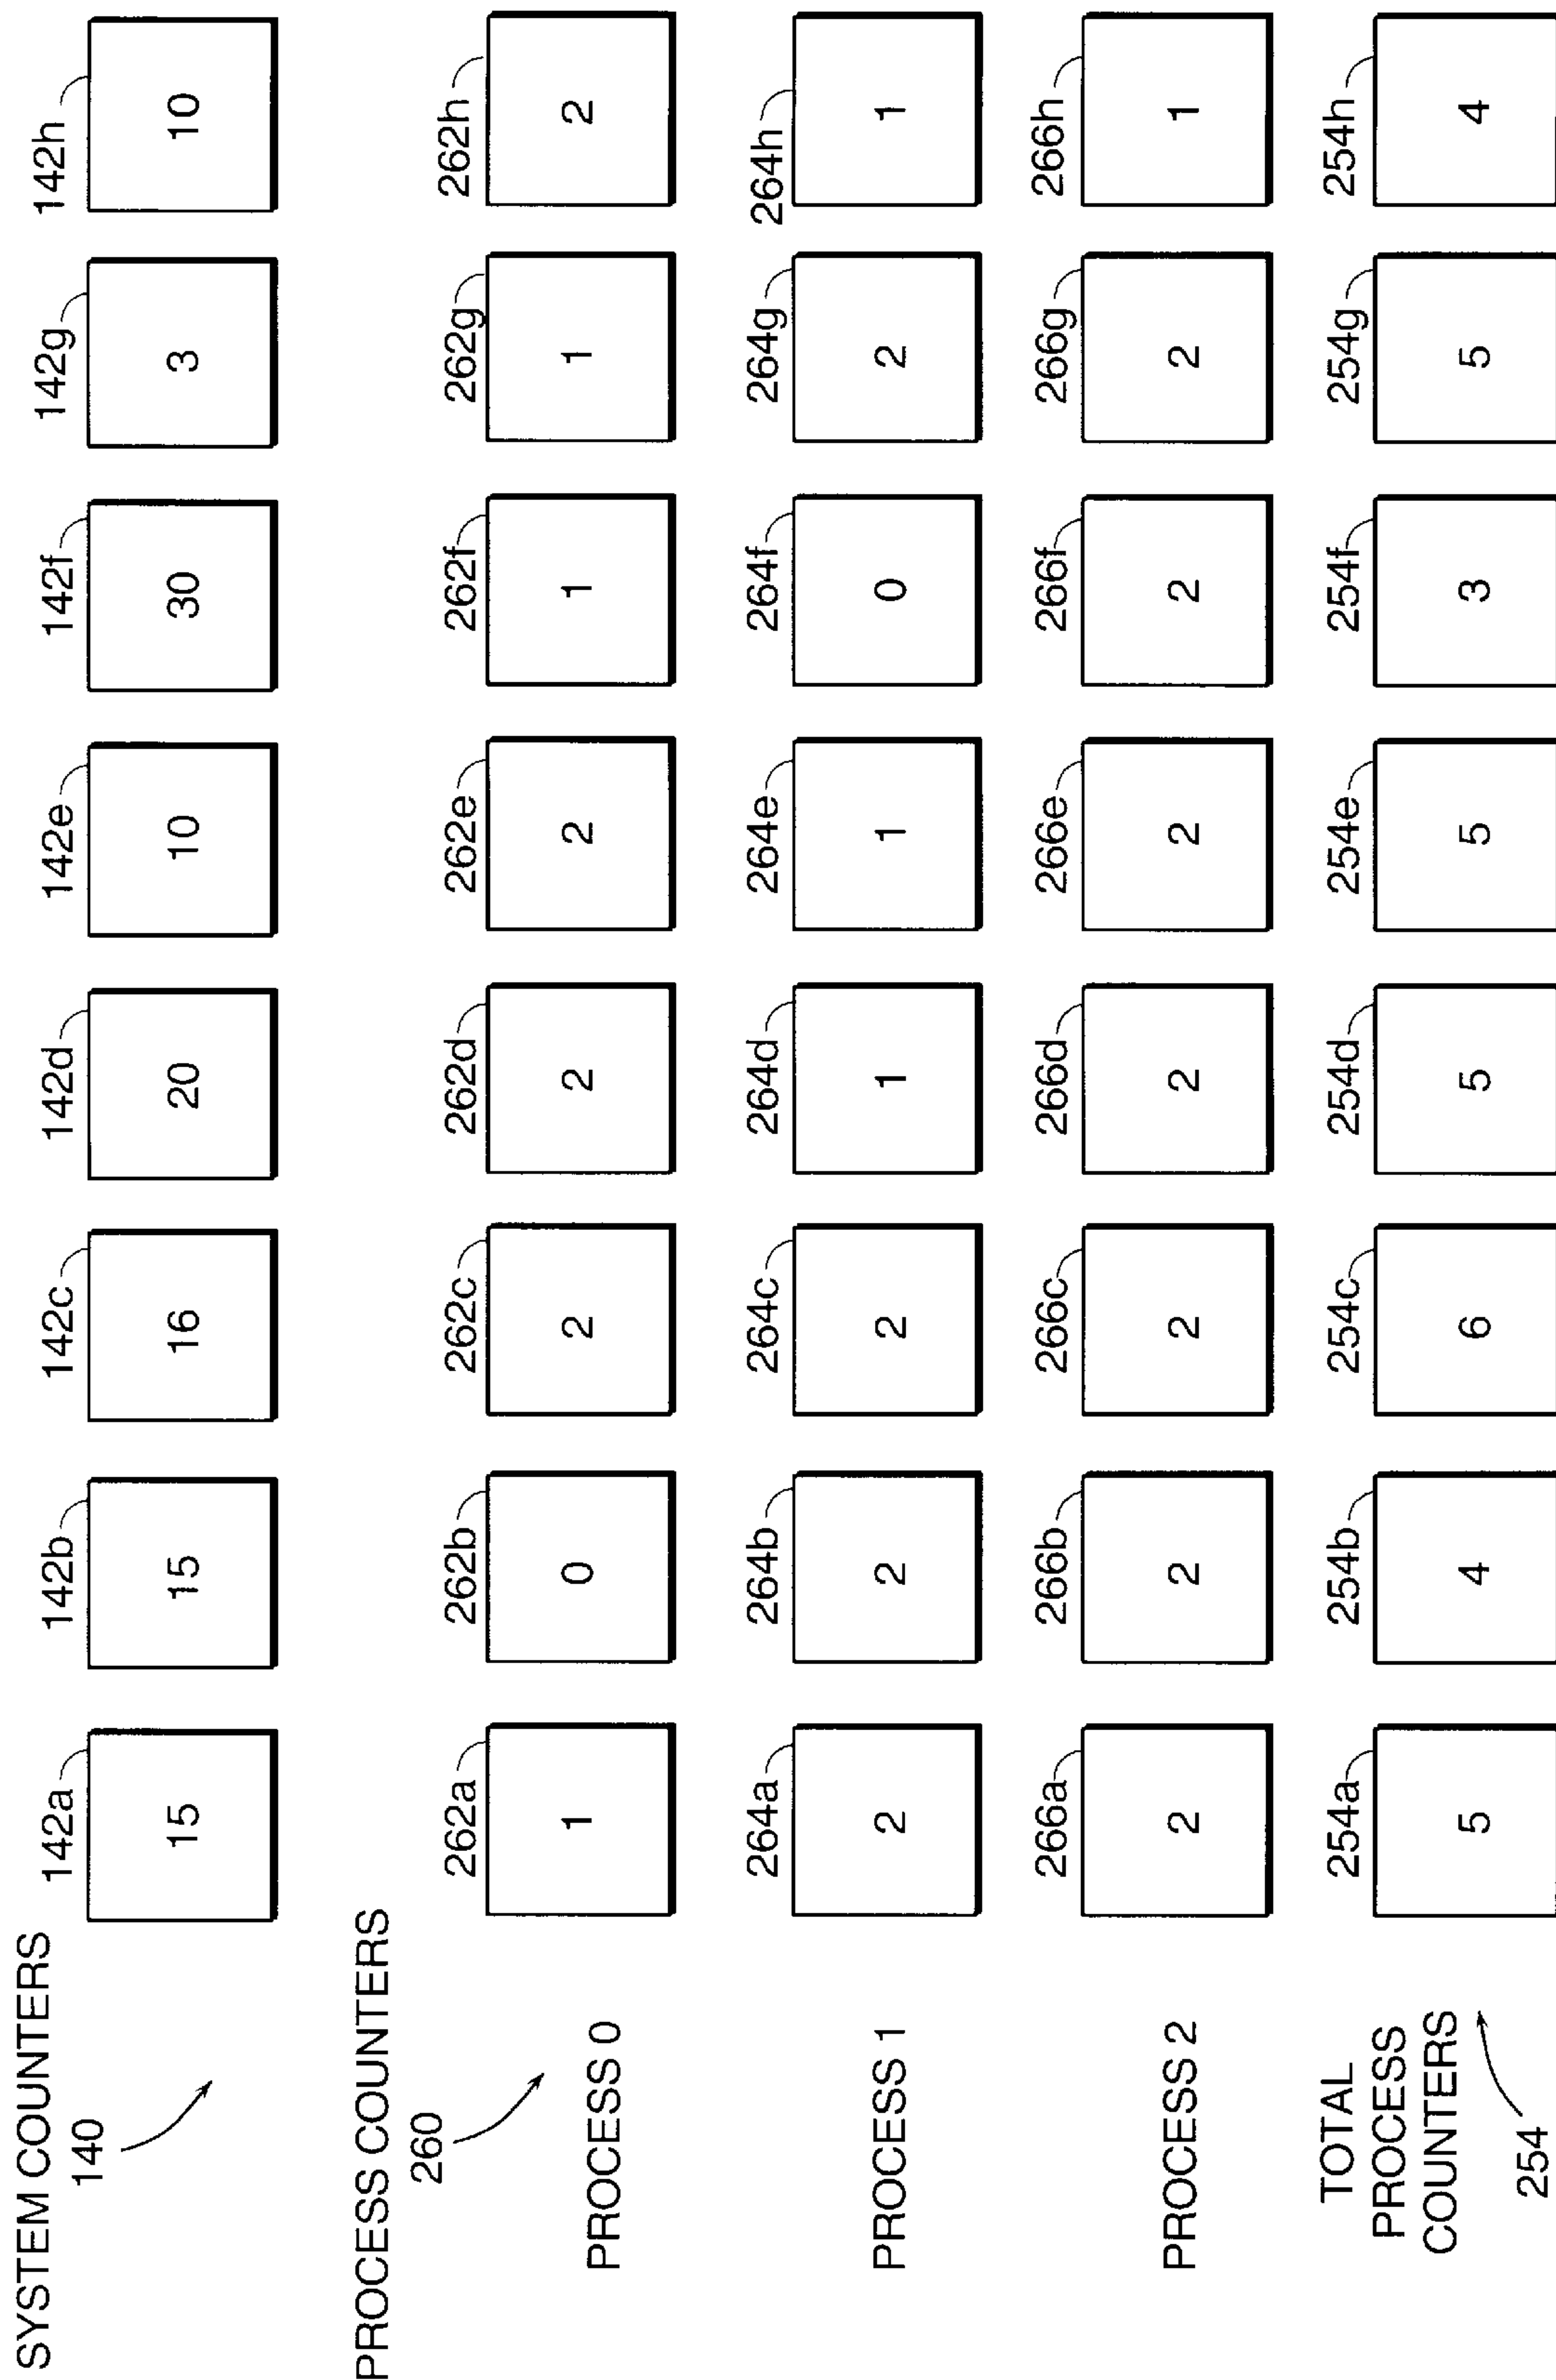 SYSTEM COUNTERS
140
142a 142b 142c 142d 142e 142f 142g 142h
15 15 16 20 10 30 3 10
PROCESS COUNTERS
260
262a 262b 262c 262d 262e 262f 262g 262h
PROCESS 0 1 0 2 2 2 1 1 2
264a 264b 264c 264d 264e 264f 264g 264h
PROCESS 1 2 2 2 1 1 0 2 1
266a 266b 266c 266d 266e 266f 266g 266h
PROCESS 2 2 2 2 2 2 2 2 1
254a 254b 254c 254d 254e 254f 254g 254h
TOTAL
PROCESS
COUNTERS
5 4 6 5 5 3 5 4
254